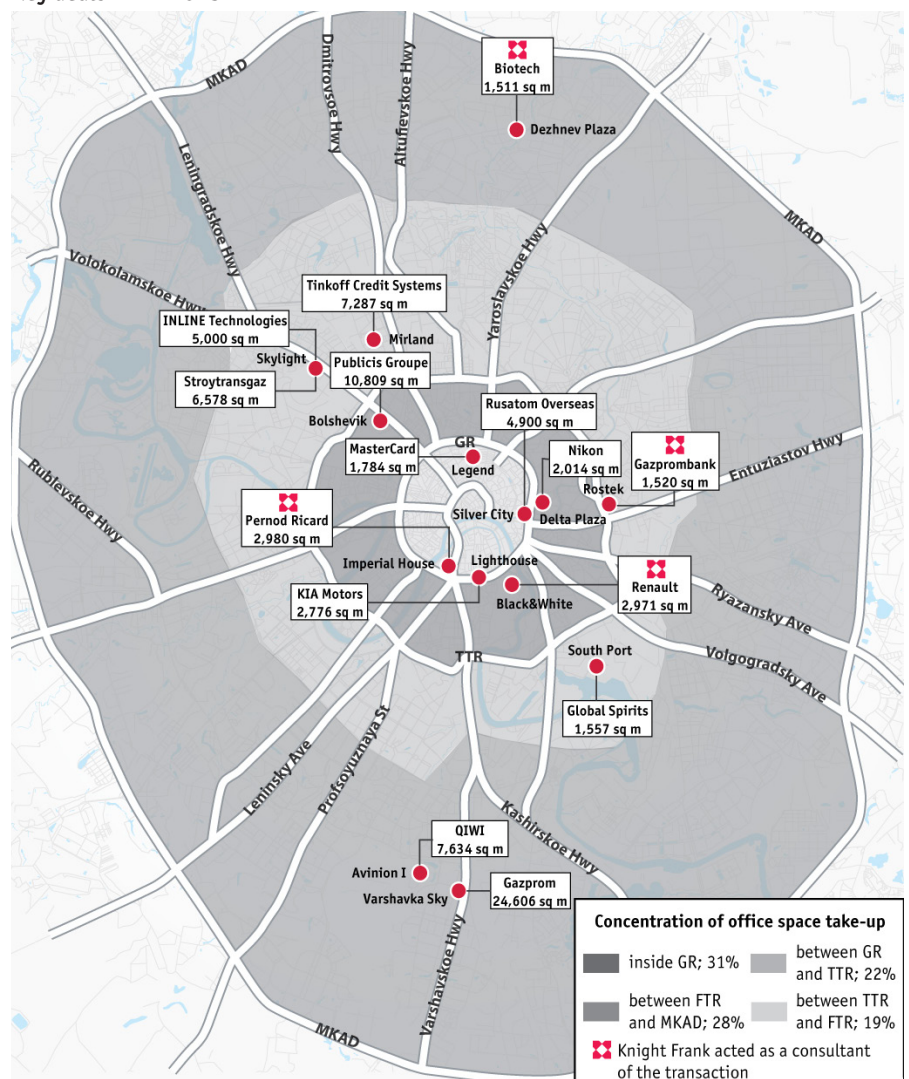 MKAD
Dmitrovsoe Hwy
Altufievskoe Hwy
Biotech
1,511 sq m
Dezhnev Plaza
Leningradskoe Hwy
MKAD
Volokolamskoe Hwy
Yaroslavskoe Hwy
Tinkoff Credit Systems
7,287 sq m
INLINE Technologies
5,000 sq m
Mirland
Skylight
Publicis Groupe
10,809 sq m
Stroytransgaz
6,578 sq m
Bolshevik
Rusatom Overseas
4,900 sq m
GR
MasterCard
1,784 sq m
Legend
Nikon
2,014 sq m
Gazprombank
1,520 sq m
Entuziastov Hwy
Rostek
Rublevskoe Hwy
Pernod Ricard
2,980 sq m
Silver City
Delta Plaza
Imperial House
Lighthouse
KIA Motors
2,776 sq m
Black&White
Renault
2,971 sq m
Ryazansky Ave
TTR
South Port
Volgogradsky Ave
Global Spirits
1,557 sq m
Leninsky Ave
Profsoyuznaya St
Kashirskoe Hwy
QIWI
7,634 sq m
Avinion I
Varshavka Sky
Gazprom
24,606 sq m
Varshavskoe Hwy
MKAD
Concentration of office space take-up
inside GR; 31%
between GR
and TTR; 22%
between FTR
and MKAD; 28%
between TTR
and FTR; 19%
Knight Frank acted as a consultant
of the transaction